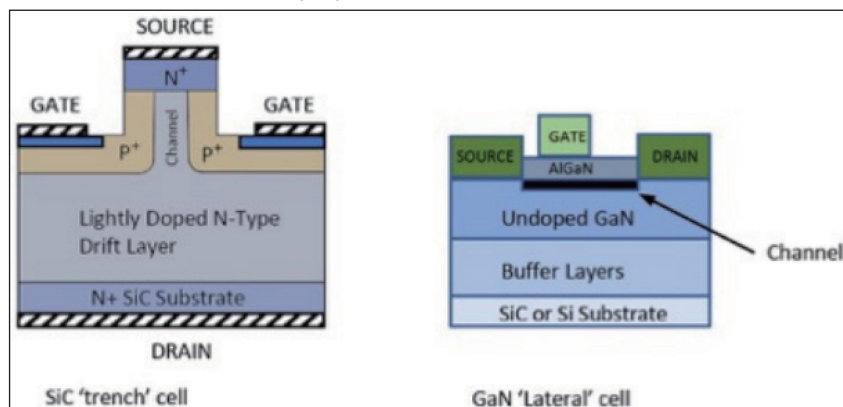 SOURCE
N+
GATE
GATE
P+
Channel
P+
Lightly Doped N-Type
Drift Layer
N+ SiC Substrate
DRAIN
SiC ‘trench’ cell
GATE
SOURCE
DRAIN
AlGaN
Undoped GaN
Channel
Buffer Layers
SiC or Si Substrate
GaN ‘Lateral’ cell